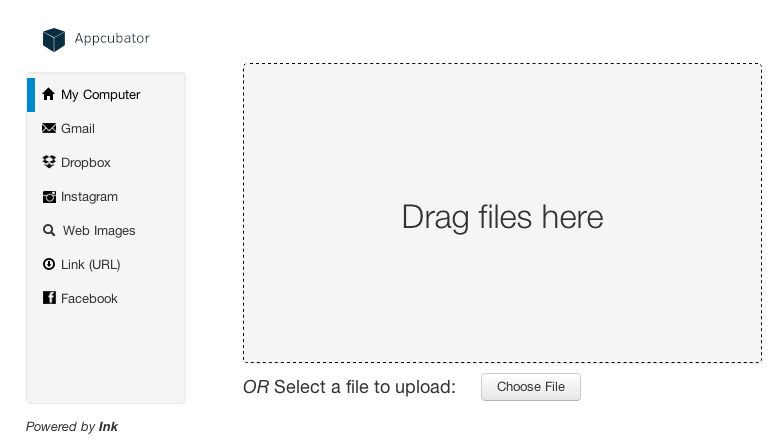 Appcubator
My Computer
Gmail
Dropbox
Instagram
Web Images
Link (URL)
Facebook
Drag files here
OR Select a file to upload:
Choose File
Powered by Ink